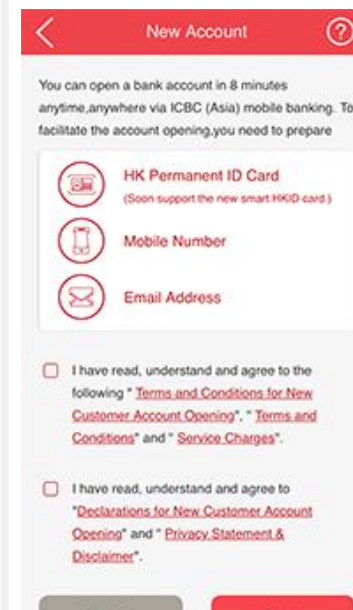 New Account
?
You can open a bank account in 8 minutes
anytime,anywhere via ICBC (Asia) mobile banking. To
facilitate the account opening,you need to prepare
HK Permanent ID Card
(Soon support the new smart HKID card.)
Mobile Number
Email Address
I have read, understand and agree to the
following " Terms and Conditions for New
Customer Account Opening", " Terms and
Conditions" and " Service Charges".
I have read, understand and agree to
"Declarations for New Customer Account
Opening" and " Privacy Statement &
Disclaimer".